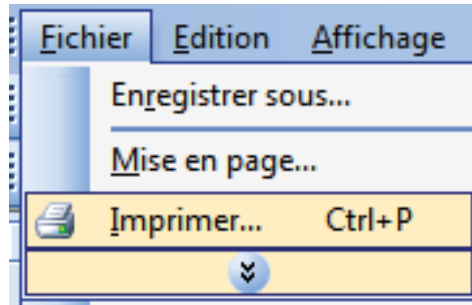 Fichier Edition Affichage
Enregistrer sous...
Mise en page...
Imprimer... Ctrl+P